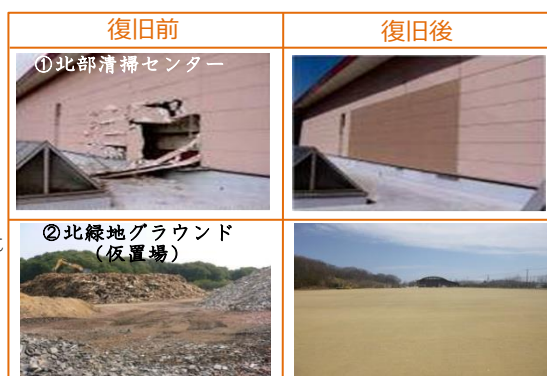 復旧前
復旧後
①北部清掃センター
②北緑地グラウンド
（仮置場）